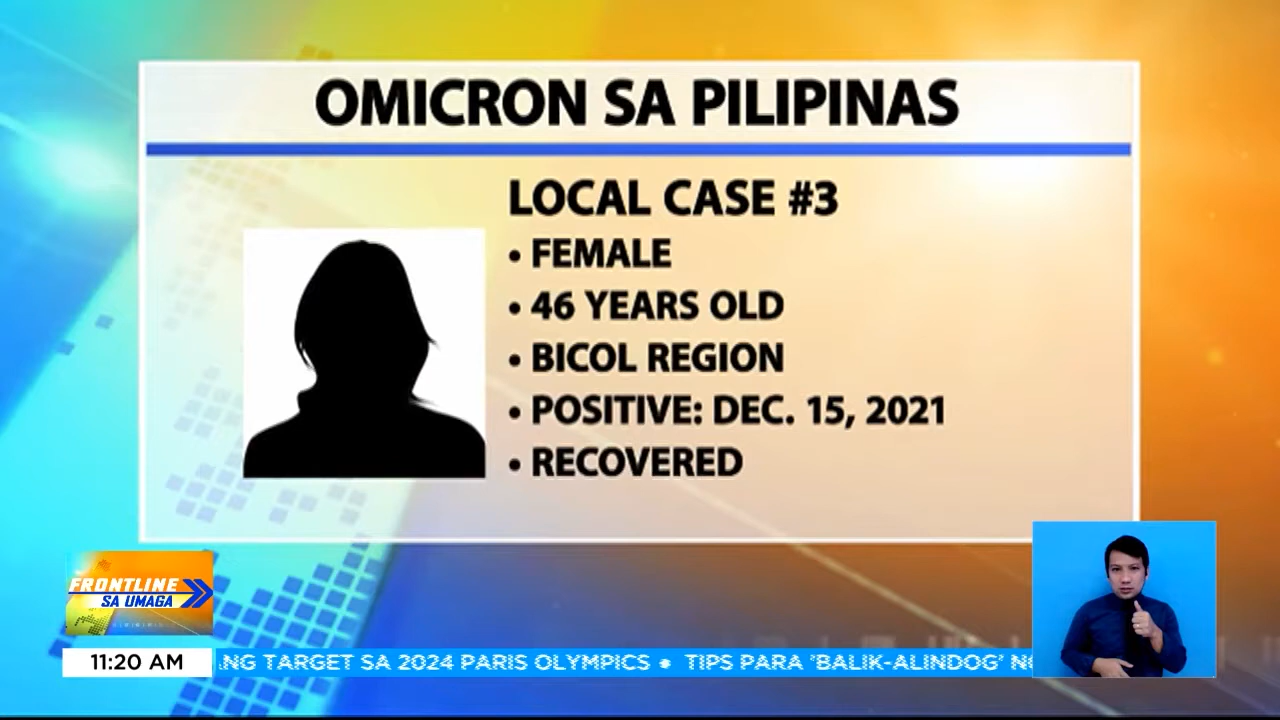 OMICRON SA PILIPINAS
LOCAL CASE #3
• FEMALE
• 46 YEARS OLD
• BICOL REGION
• POSITIVE: DEC. 15, 2021
• RECOVERED
FRONTLINE
SA UMAGA
11:20 AM
ANG TARGET SA 2024 PARIS OLYMPICS • TIPS PARA 'BALIK-ALINDOG'